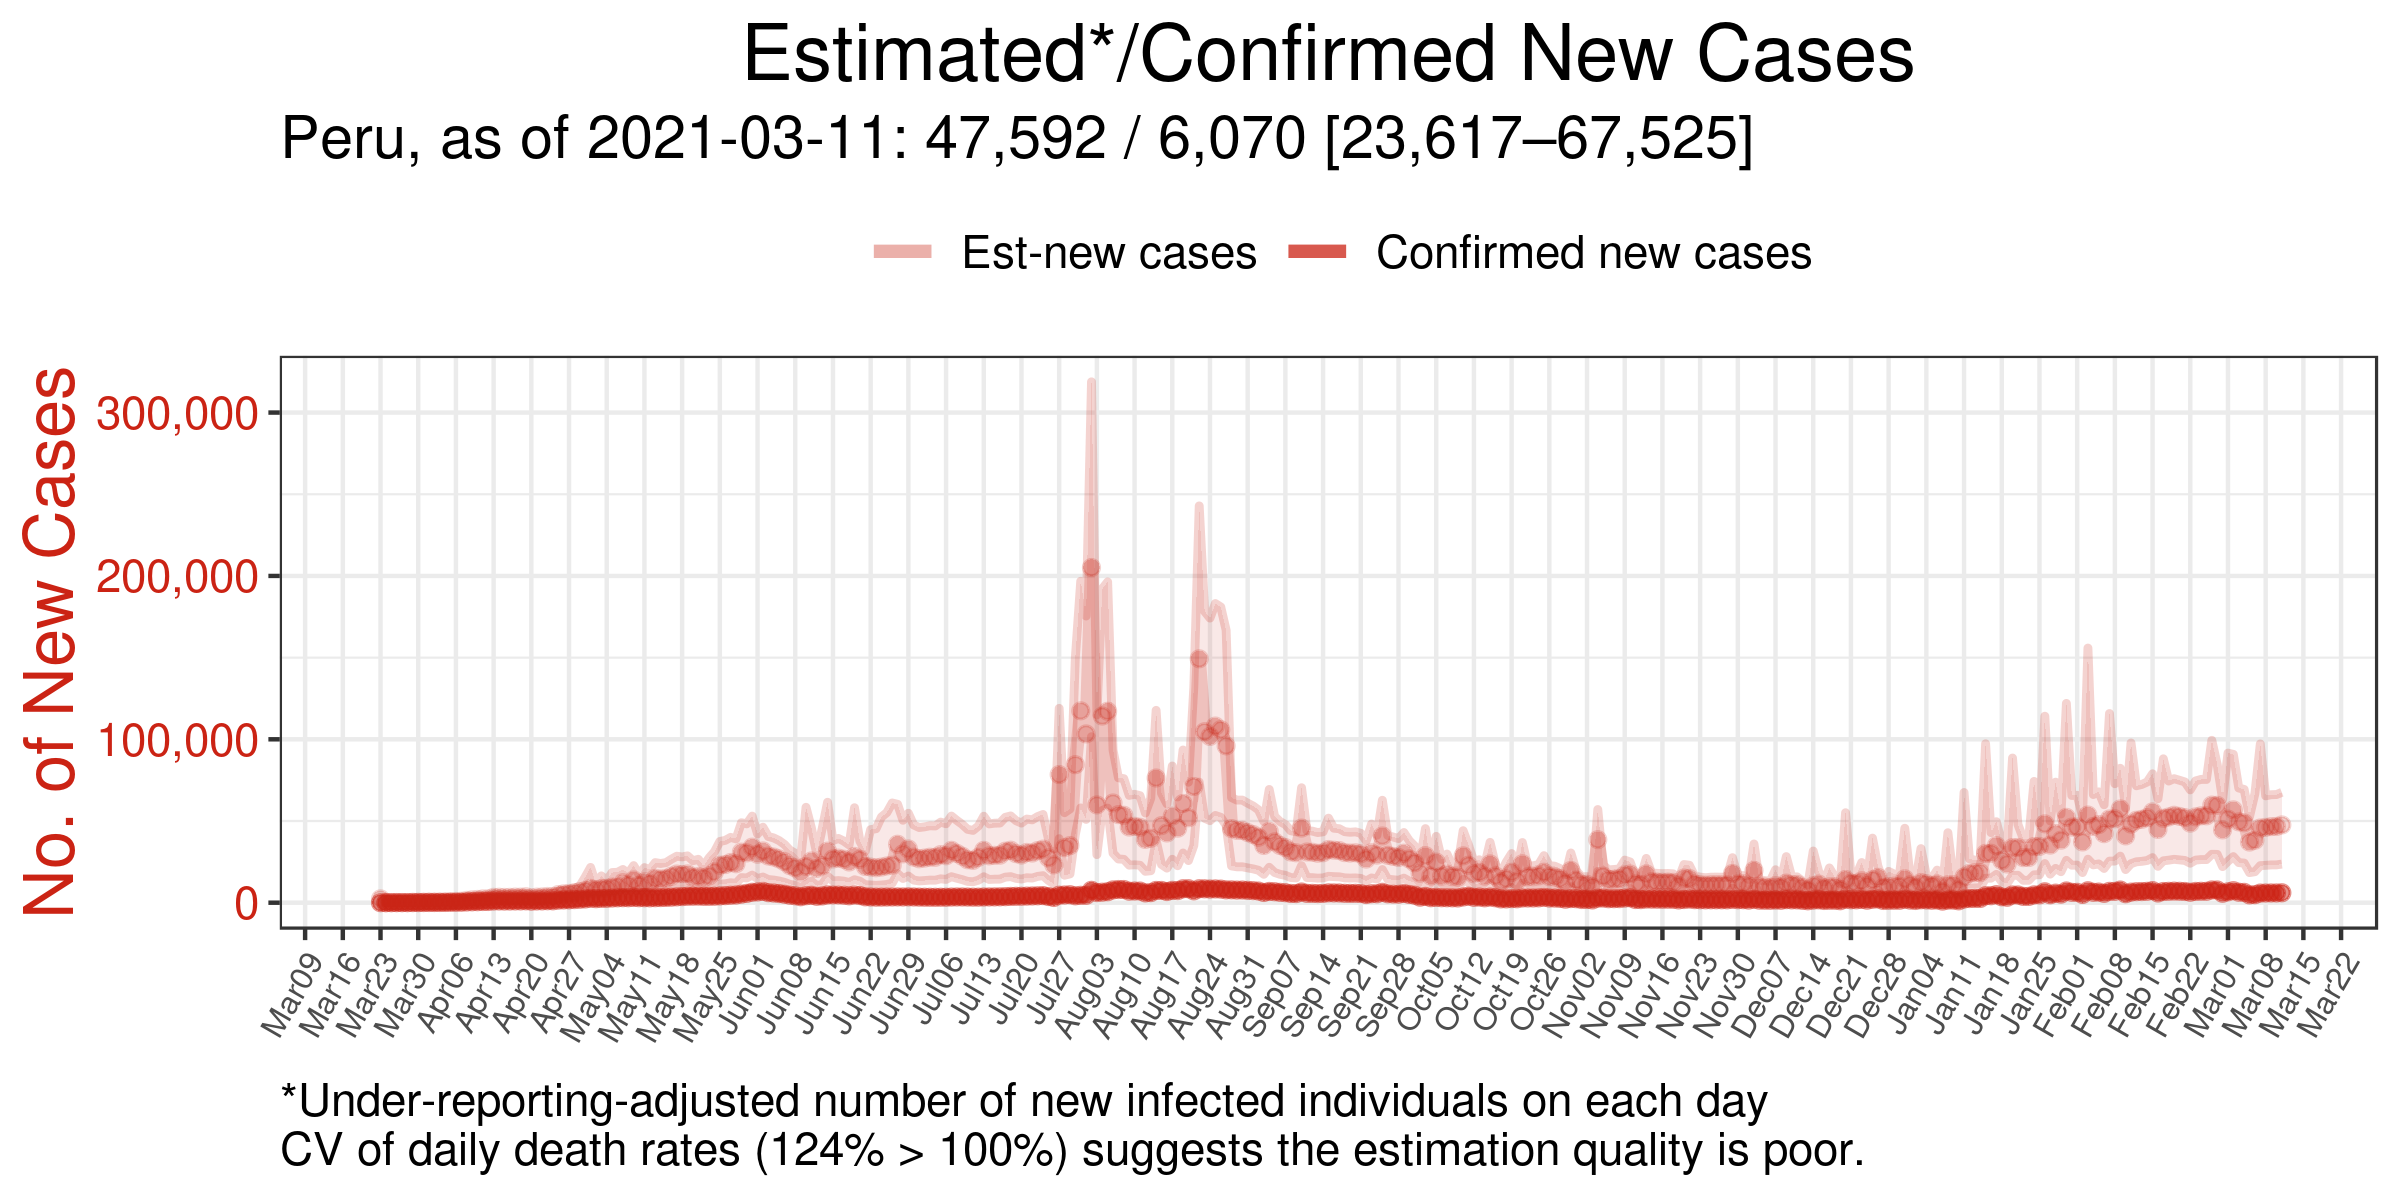 Estimated*/Confirmed New Cases
Peru, as of 2021-03-11: 47,592 / 6,070 [23,617–67,525]
Est-new cases
Confirmed new cases
No. of New Cases
300,000
200,000
100,000
0
Mar09
Mar16
Mar23
Mar30
Apr06
Apr13
Apr20
Apr27
May04
May11
May18
May25
Jun01
Jun08
Jun15
Jun22
Jun29
Jul06
Jul13
Jul20
Jul27
Aug03
Aug10
Aug17
Aug24
Aug31
Sep07
Sep14
Sep21
Sep28
Oct05
Oct12
Oct19
Oct26
Nov02
Nov09
Nov16
Nov23
Nov30
Dec07
Dec14
Dec21
Dec28
Jan04
Jan11
Jan18
Jan25
Feb01
Feb08
Feb15
Feb22
Mar01
Mar08
Mar15
Mar22
*Under-reporting-adjusted number of new infected individuals on each day
CV of daily death rates (124% > 100%) suggests the estimation quality is poor.